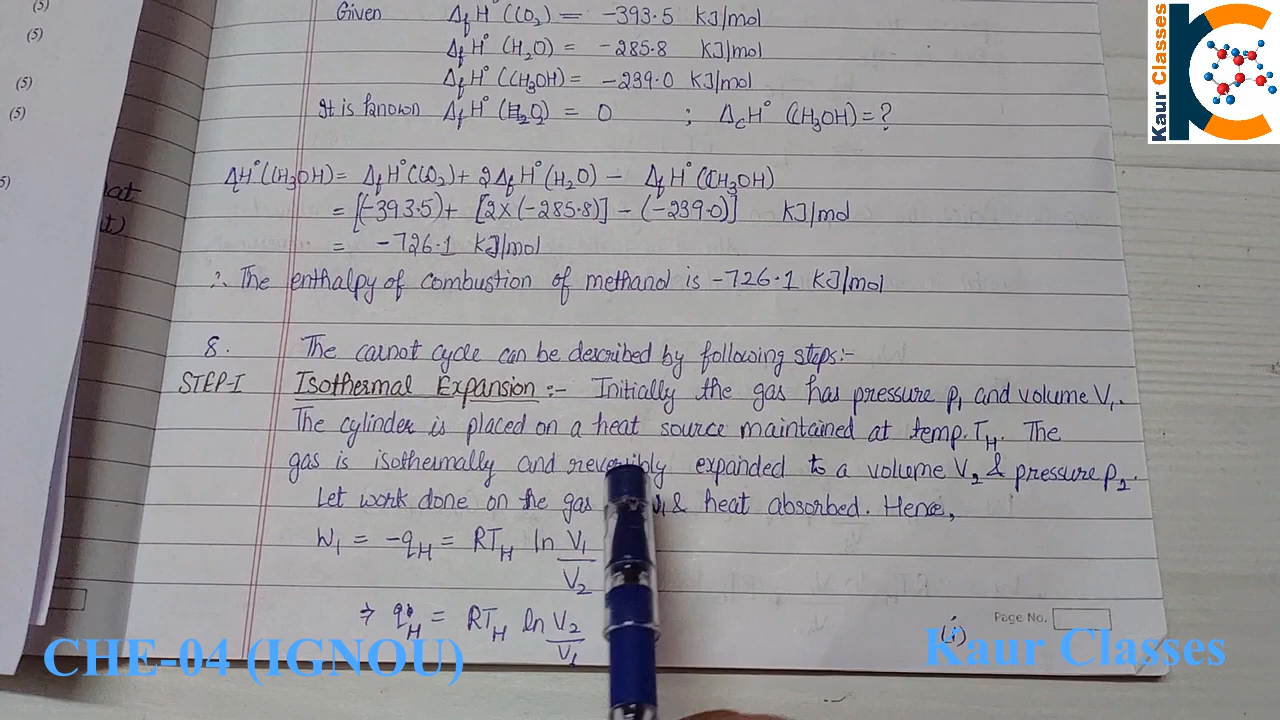 (5)
(5)
(5)
(5)
5)
at
t)
Given ΔfH°(CO2) = -393.5 KJ/mol
ΔfH°(H2O) = -285.8 KJ/mol
ΔfH°(CH3OH) = -239.0 KJ/mol
It is known ΔfH°(O2) = 0 ; ΔcH°(CH3OH) = ?
ΔH°(CH3OH) = ΔfH°(CO2) + 2ΔfH°(H2O) - ΔfH°(CH3OH)
= [(-393.5) + [2×(-285.8)] - (-239.0)] KJ/mol
= -726.1 KJ/mol
∴ The enthalpy of combustion of methanol is -726.1 KJ/mol
8. The carnot cycle can be described by following steps:-
STEP-I Isothermal Expansion :- Initially the gas has pressure p1 and volume V1.
The cylinder is placed on a heat source maintained at temp. TH. The
gas is isothermally and reversibly expanded to a volume V2 & pressure p2.
Let work done on the gas & heat absorbed. Hence,
W1 = -qH = RTH ln V1/V2
⇒ qH = RTH ln V2/V1 (i)
Page No.
Kaur Classes
KC
CHE-04 (IGNOU)
Kaur Classes